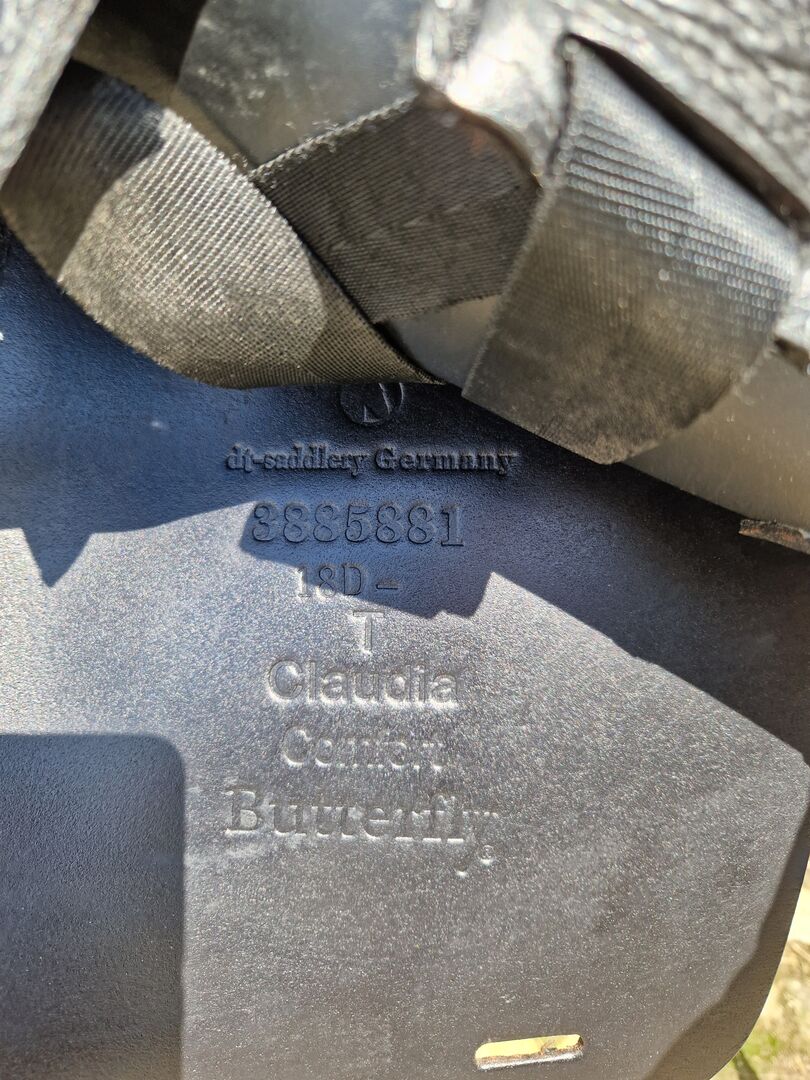 dt-saddlery Germany
3885881
18D -
T
Claudia
Comfort
Butterfly®